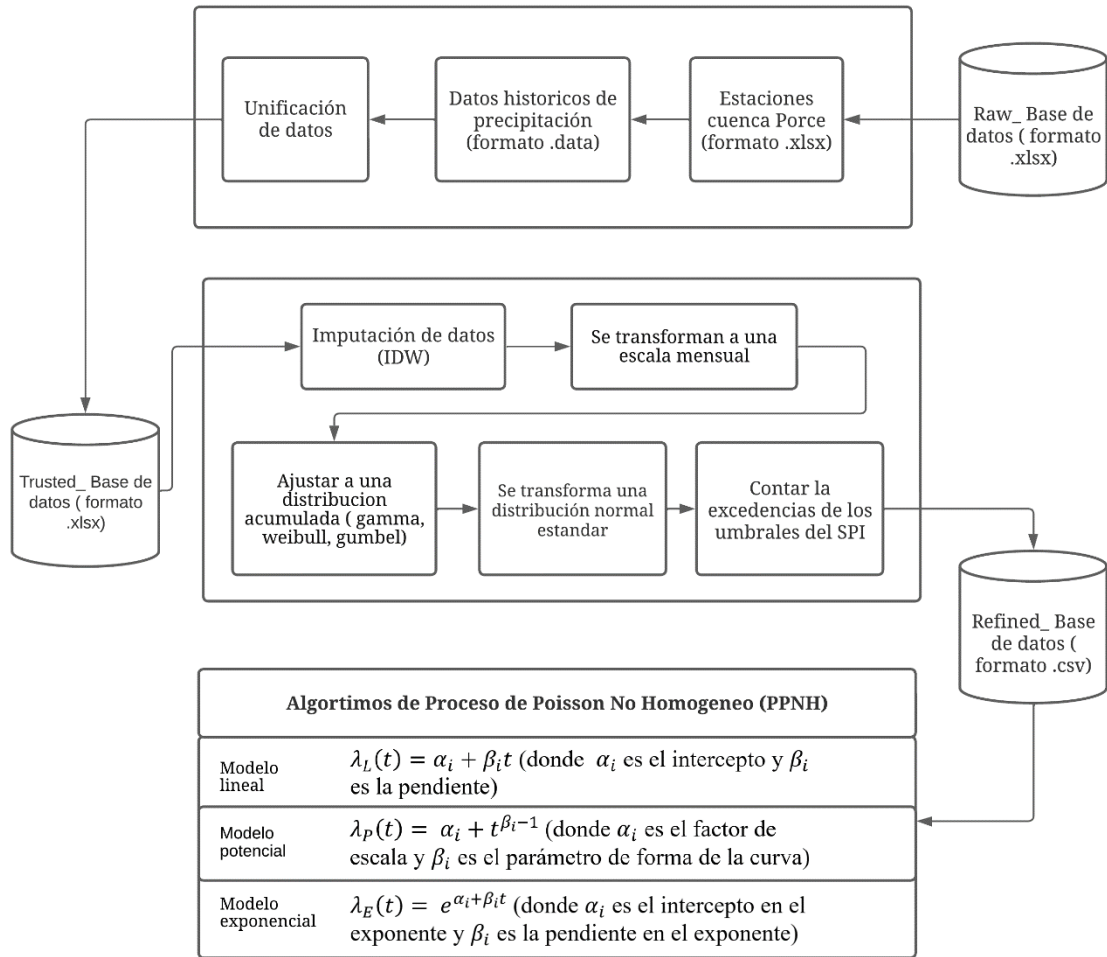 Unificación
de datos
Datos historicos de
precipitación
(formato .data)
Estaciones
cuenca Porce
(formato .xlsx)
Raw_ Base de
datos ( formato
.xlsx)
Imputación de datos
(IDW)
Se transforman a una
escala mensual
Trusted_ Base de
datos ( formato
.xlsx)
Ajustar a una
distribucion
acumulada ( gamma,
weibull, gumbel)
Se transforma una
distribución normal
estandar
Contar la
excedencias de los
umbrales del SPI
Refined_ Base
de datos (
formato .csv)
Algortimos de Proceso de Poisson No Homogeneo (PPNH)
Modelo
lineal
λ_L(t) = α_i + β_i t (donde α_i es el intercepto y β_i
es la pendiente)
Modelo
potencial
λ_P(t) = α_i + t^{β_i−1} (donde α_i es el factor de
escala y β_i es el parámetro de forma de la curva)
Modelo
exponencial
λ_E(t) = e^{α_i+β_i t} (donde α_i es el intercepto en el
exponente y β_i es la pendiente en el exponente)